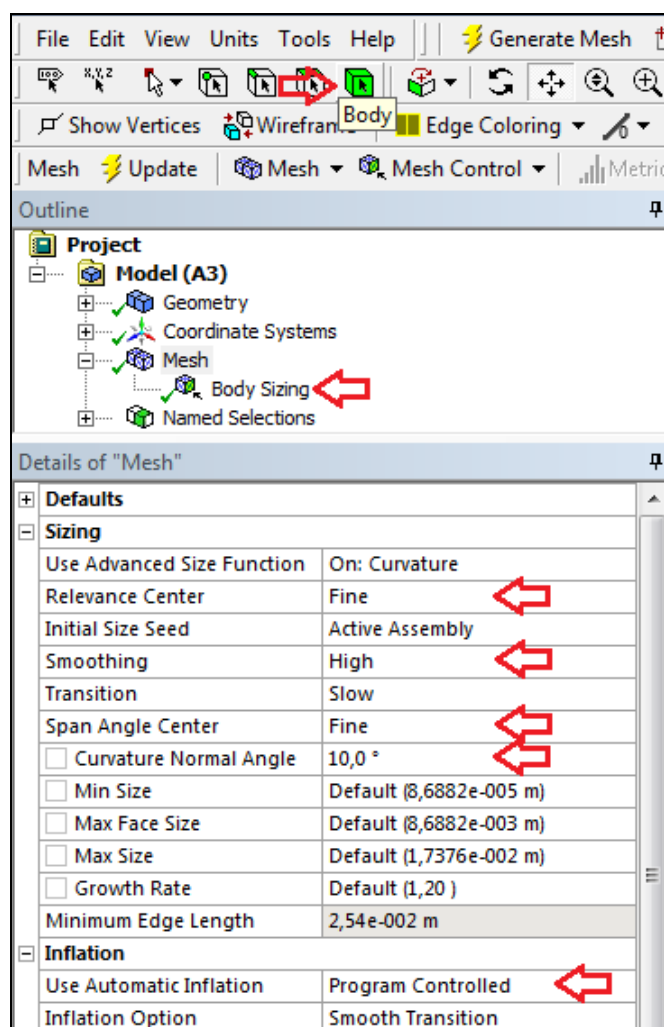 File Edit View Units Tools Help Generate Mesh
Body
Show Vertices Wirefram Edge Coloring
Mesh Update Mesh Mesh Control Metric
Outline
Project
Model (A3)
Geometry
Coordinate Systems
Mesh
Body Sizing
Named Selections
Details of "Mesh"
Defaults
Sizing
Use Advanced Size Function On: Curvature
Relevance Center Fine
Initial Size Seed Active Assembly
Smoothing High
Transition Slow
Span Angle Center Fine
Curvature Normal Angle 10,0 °
Min Size Default (8,6882e-005 m)
Max Face Size Default (8,6882e-003 m)
Max Size Default (1,7376e-002 m)
Growth Rate Default (1,20 )
Minimum Edge Length 2,54e-002 m
Inflation
Use Automatic Inflation Program Controlled
Inflation Option Smooth Transition